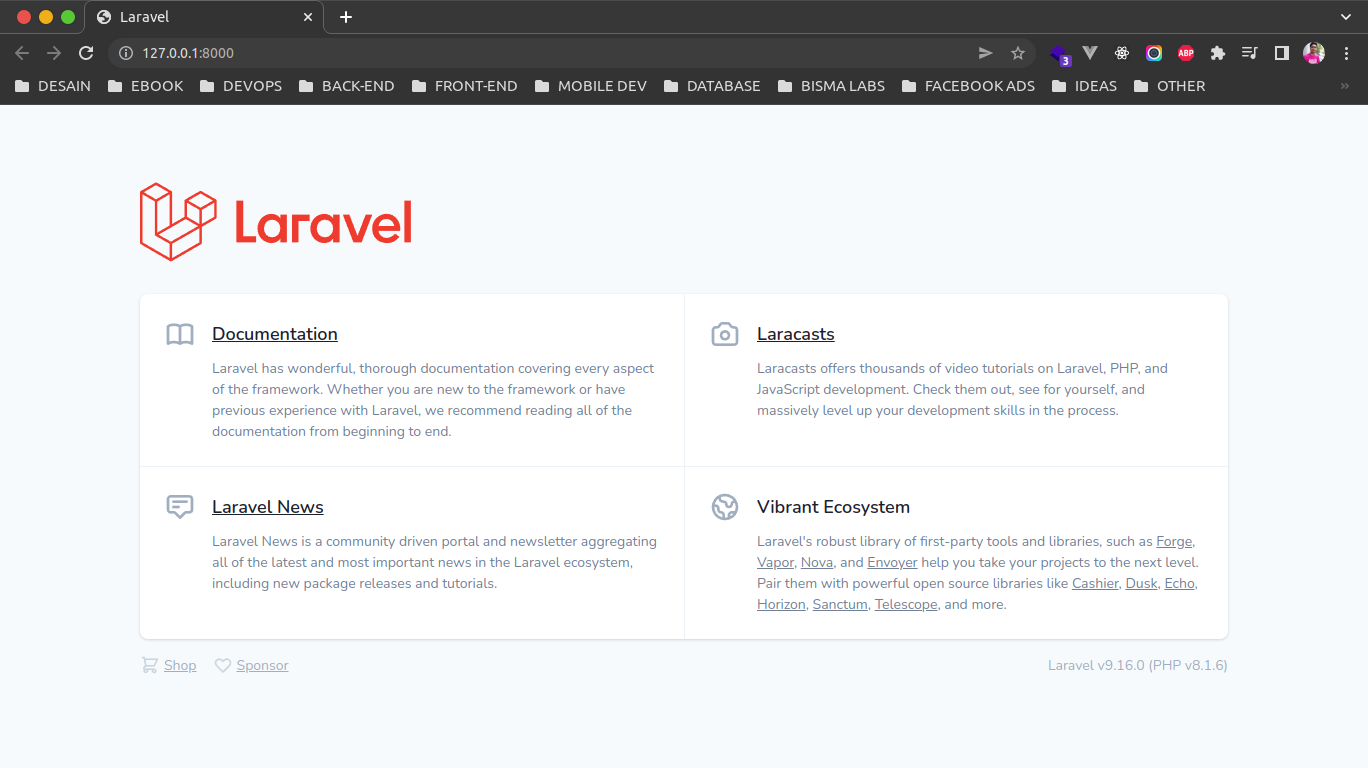 Laravel
127.0.0.1:8000
3
ABP
DESAIN EBOOK DEVOPS BACK-END FRONT-END MOBILE DEV DATABASE BISMA LABS FACEBOOK ADS IDEAS OTHER
Laravel
Documentation
Laravel has wonderful, thorough documentation covering every aspect
of the framework. Whether you are new to the framework or have
previous experience with Laravel, we recommend reading all of the
documentation from beginning to end.
Laracasts
Laracasts offers thousands of video tutorials on Laravel, PHP, and
JavaScript development. Check them out, see for yourself, and
massively level up your development skills in the process.
Laravel News
Laravel News is a community driven portal and newsletter aggregating
all of the latest and most important news in the Laravel ecosystem,
including new package releases and tutorials.
Vibrant Ecosystem
Laravel's robust library of first-party tools and libraries, such as Forge,
Vapor, Nova, and Envoyer help you take your projects to the next level.
Pair them with powerful open source libraries like Cashier, Dusk, Echo,
Horizon, Sanctum, Telescope, and more.
Shop Sponsor
Laravel v9.16.0 (PHP v8.1.6)